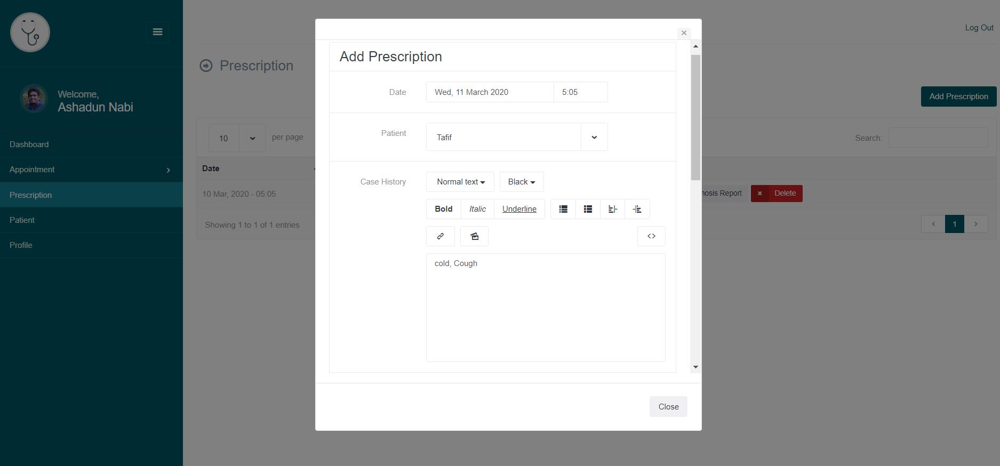 Log Out
Prescription
Welcome,
Ashadun Nabi
Dashboard
Appointment
Prescription
Patient
Profile
Add Prescription
10
per page
Search:
Date
10 Mar, 2020 - 05:05
Report
Delete
Showing 1 to 1 of 1 entries
1
Add Prescription
Date
Wed, 11 March 2020
5:05
Patient
Tafif
Case History
Normal text
Black
Bold
Italic
Underline
cold, Cough
Close